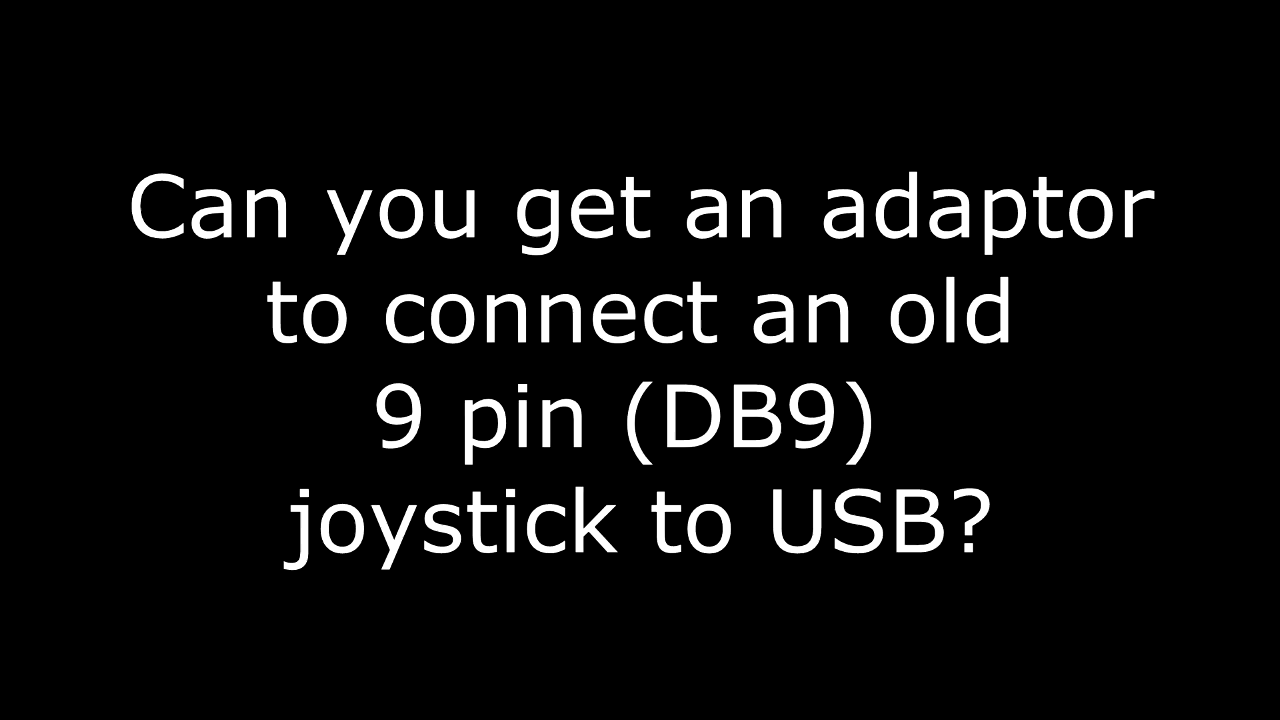 Can you get an adaptor
to connect an old
9 pin (DB9)
joystick to USB?